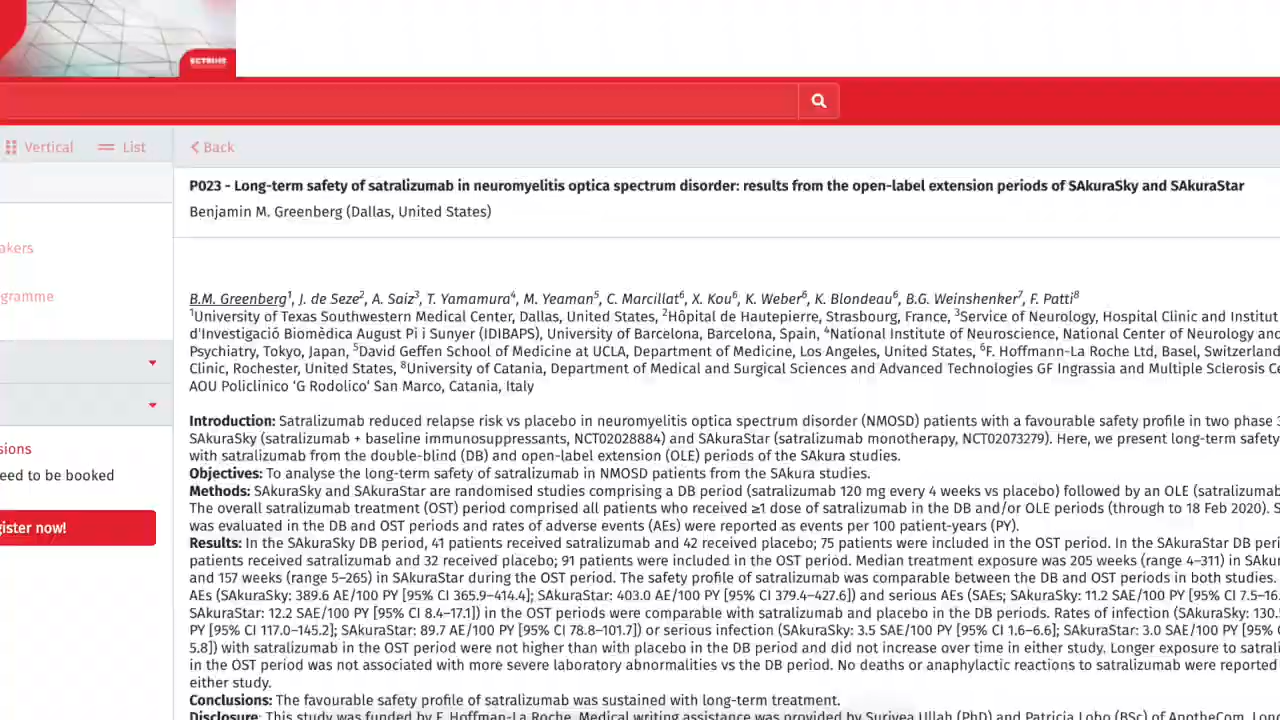 ECTRIMS
Vertical
List
Back
P023 - Long-term safety of satralizumab in neuromyelitis optica spectrum disorder: results from the open-label extension periods of SAkuraSky and SAkuraStar
Benjamin M. Greenberg (Dallas, United States)
akers
gramme
sions
eed to be booked
gister now!
B.M. Greenberg¹, J. de Seze², A. Saiz³, T. Yamamura⁴, M. Yeaman⁵, C. Marcillat⁶, X. Kou⁶, K. Weber⁶, K. Blondeau⁶, B.G. Weinshenker⁷, F. Patti⁸
¹University of Texas Southwestern Medical Center, Dallas, United States, ²Hôpital de Hautepierre, Strasbourg, France, ³Service of Neurology, Hospital Clinic and Institut
d'Investigació Biomèdica August Pi i Sunyer (IDIBAPS), University of Barcelona, Barcelona, Spain, ⁴National Institute of Neuroscience, National Center of Neurology and
Psychiatry, Tokyo, Japan, ⁵David Geffen School of Medicine at UCLA, Department of Medicine, Los Angeles, United States, ⁶F. Hoffmann-La Roche Ltd, Basel, Switzerland
Clinic, Rochester, United States, ⁸University of Catania, Department of Medical and Surgical Sciences and Advanced Technologies GF Ingrassia and Multiple Sclerosis Ce
AOU Policlinico 'G Rodolico' San Marco, Catania, Italy
Introduction: Satralizumab reduced relapse risk vs placebo in neuromyelitis optica spectrum disorder (NMOSD) patients with a favourable safety profile in two phase 3
SAkuraSky (satralizumab + baseline immunosuppressants, NCT02028884) and SAkuraStar (satralizumab monotherapy, NCT02073279). Here, we present long-term safety
with satralizumab from the double-blind (DB) and open-label extension (OLE) periods of the SAkura studies.
Objectives: To analyse the long-term safety of satralizumab in NMOSD patients from the SAkura studies.
Methods: SAkuraSky and SAkuraStar are randomised studies comprising a DB period (satralizumab 120 mg every 4 weeks vs placebo) followed by an OLE (satralizumab
The overall satralizumab treatment (OST) period comprised all patients who received ≥1 dose of satralizumab in the DB and/or OLE periods (through to 18 Feb 2020). S
was evaluated in the DB and OST periods and rates of adverse events (AEs) were reported as events per 100 patient-years (PY).
Results: In the SAkuraSky DB period, 41 patients received satralizumab and 42 received placebo; 75 patients were included in the OST period. In the SAkuraStar DB peri
patients received satralizumab and 32 received placebo; 91 patients were included in the OST period. Median treatment exposure was 205 weeks (range 4–311) in SAkur
and 157 weeks (range 5–265) in SAkuraStar during the OST period. The safety profile of satralizumab was comparable between the DB and OST periods in both studies.
AEs (SAkuraSky: 389.6 AE/100 PY [95% CI 365.9–414.4]; SAkuraStar: 403.0 AE/100 PY [95% CI 379.4–427.6]) and serious AEs (SAEs; SAkuraSky: 11.2 SAE/100 PY [95% CI 7.5–16.
SAkuraStar: 12.2 SAE/100 PY [95% CI 8.4–17.1]) in the OST periods were comparable with satralizumab and placebo in the DB periods. Rates of infection (SAkuraSky: 130.
PY [95% CI 117.0–145.2]; SAkuraStar: 89.7 AE/100 PY [95% CI 78.8–101.7]) or serious infection (SAkuraSky: 3.5 SAE/100 PY [95% CI 1.6–6.6]; SAkuraStar: 3.0 SAE/100 PY [95% C
5.8]) with satralizumab in the OST period were not higher than with placebo in the DB period and did not increase over time in either study. Longer exposure to satrali
in the OST period was not associated with more severe laboratory abnormalities vs the DB period. No deaths or anaphylactic reactions to satralizumab were reported
either study.
Conclusions: The favourable safety profile of satralizumab was sustained with long-term treatment.
Disclosure: This study was funded by F. Hoffman-La Roche. Medical writing assistance was provided by Suriyea Ullah (PhD) and Patricia Lobo (BSc) of ApotheCom, Lon